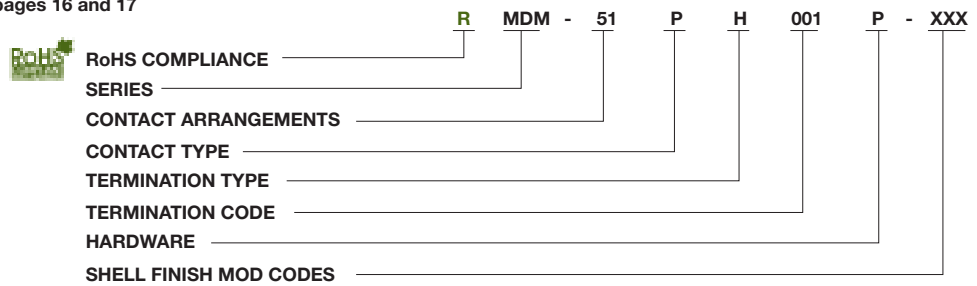 pages 16 and 17
R MDM - 51 P H 001 P - XXX
RoHS
RoHS COMPLIANCE
SERIES
CONTACT ARRANGEMENTS
CONTACT TYPE
TERMINATION TYPE
TERMINATION CODE
HARDWARE
SHELL FINISH MOD CODES